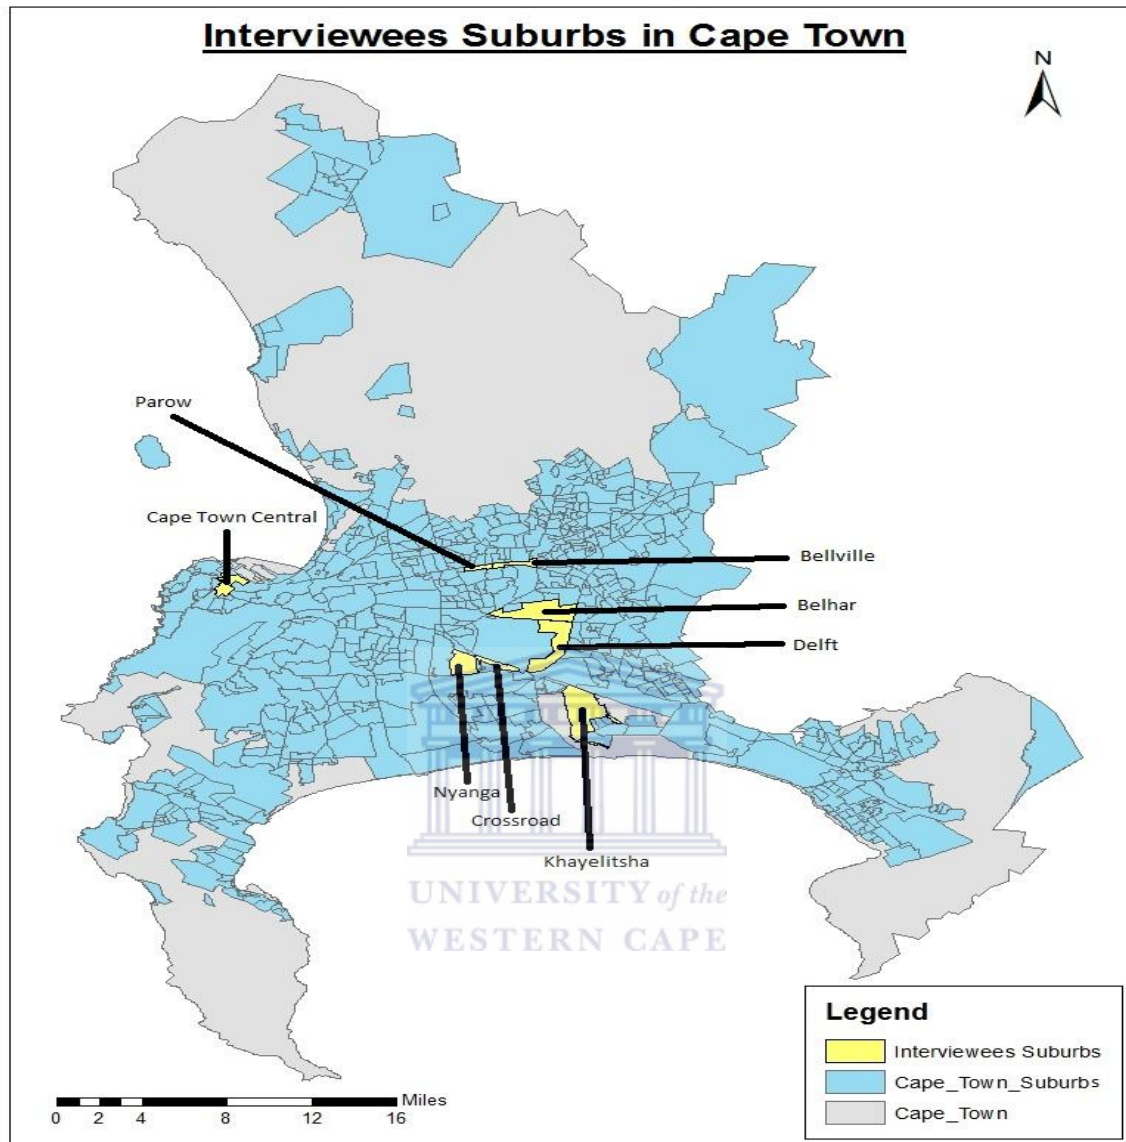 Interviewees Suburbs in Cape Town
N
Parow
Cape Town Central
Bellville
Belhar
Delft
Nyanga
Crossroad
Khayelitsha
UNIVERSITY of the
WESTERN CAPE
Legend
Interviewees Suburbs
Cape_Town_Suburbs
Cape_Town
Miles
0 2 4 8 12 16